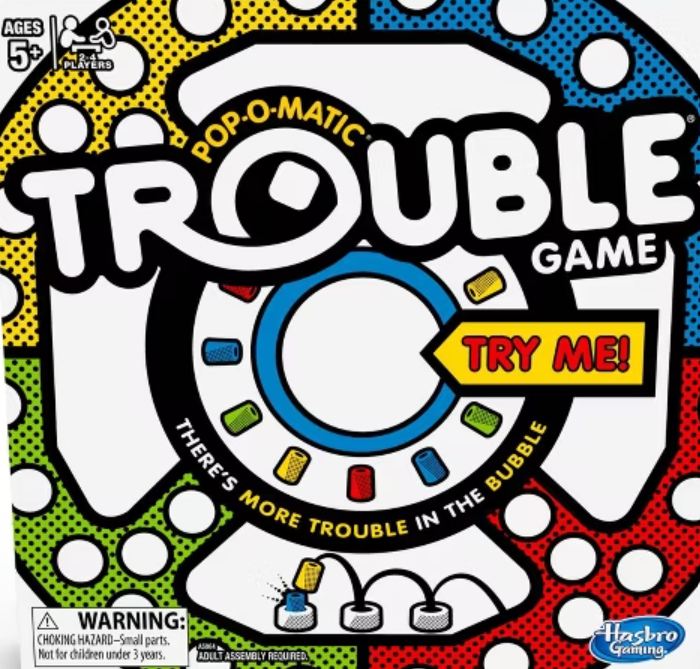 AGES
5+
2-4
PLAYERS
POP-O-MATIC®
TROUBLE®
GAME
TRY ME!
THERE'S MORE TROUBLE IN THE BUBBLE
⚠ WARNING:
CHOKING HAZARD–Small parts.
Not for children under 3 years.
A5064
ADULT ASSEMBLY REQUIRED.
Hasbro
Gaming